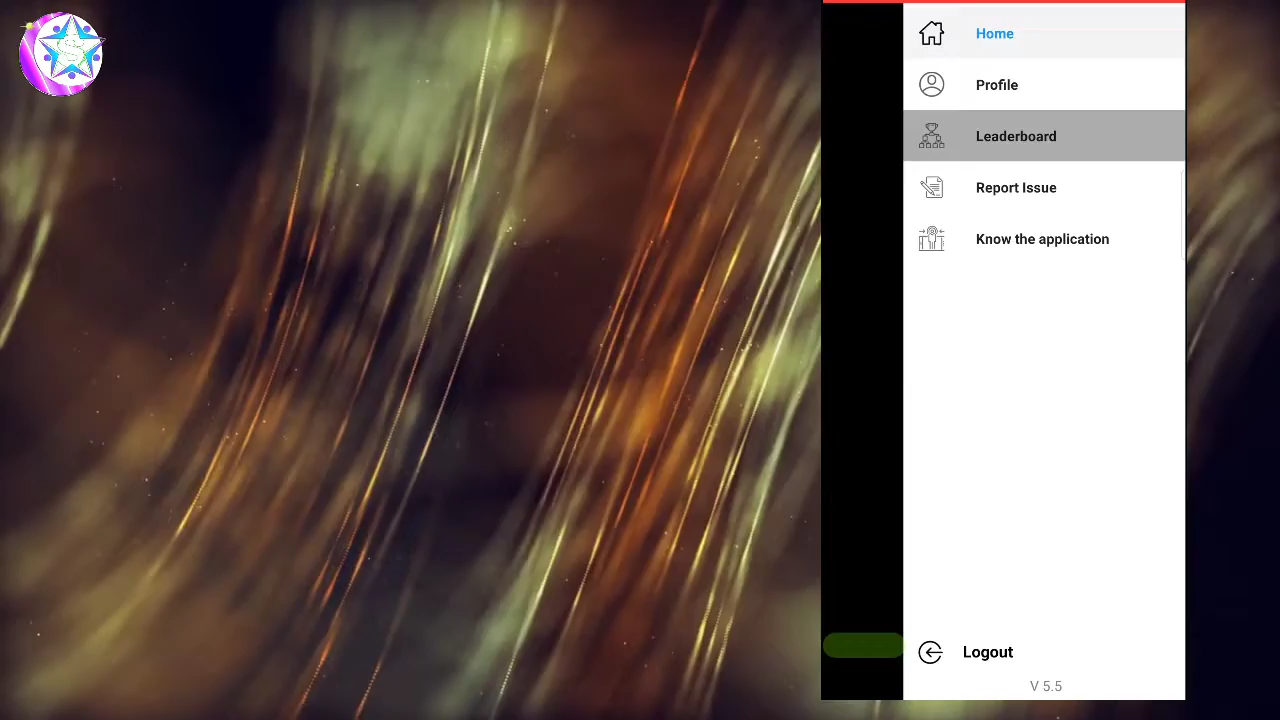 S
Home
Profile
Leaderboard
Report Issue
Know the application
Logout
V 5.5